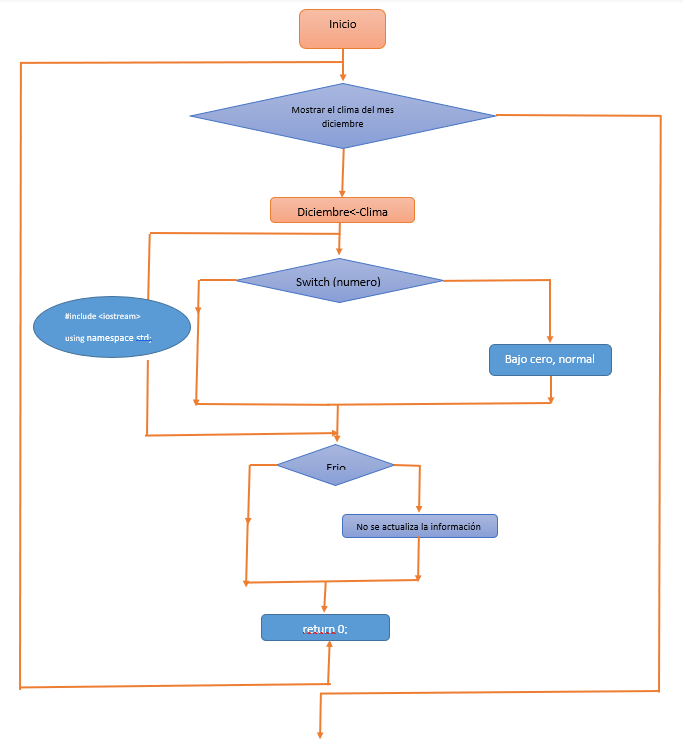 Inicio
Mostrar el clima del mes
diciembre
Diciembre<-Clima
Switch (numero)
#include <iostream>
using namespace std;
Bajo cero, normal
Frio
No se actualiza la información
return 0;